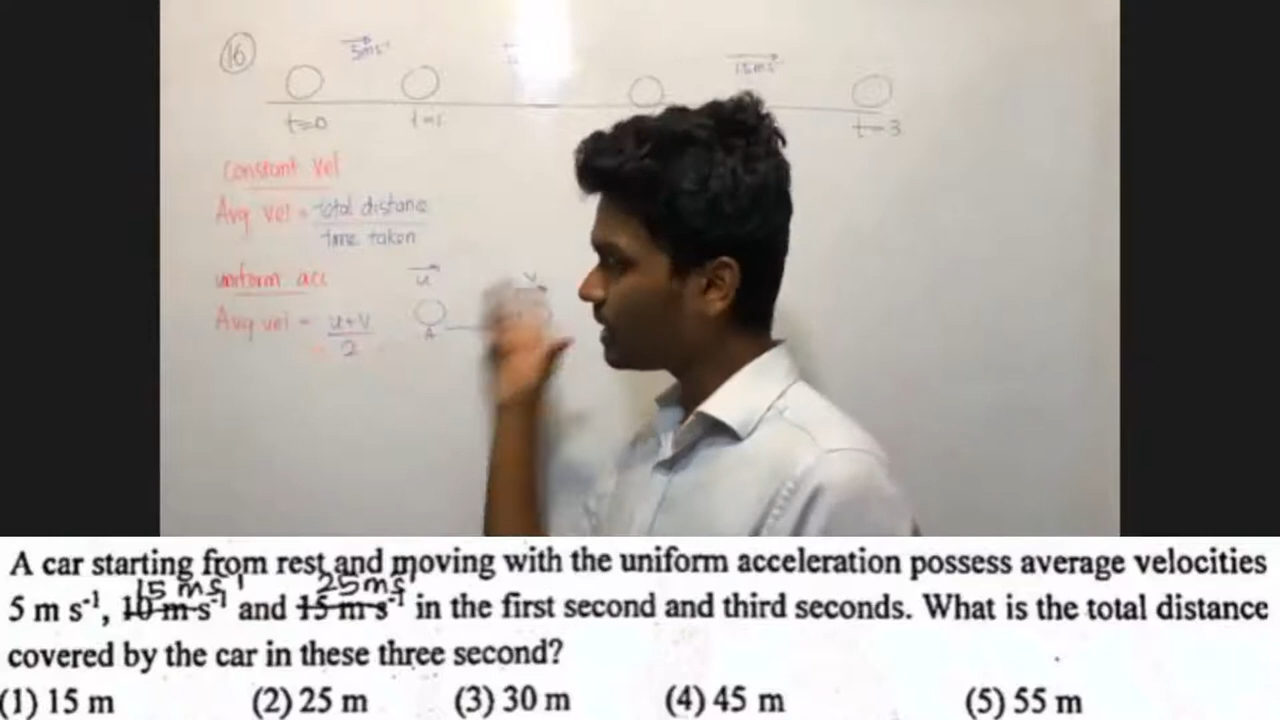 16
5ms⁻¹
15ms⁻¹
t=0 t=1 t=3
Constant Vel
Avg vel = total distance
time taken
uniform acc
u v
Avg vel = u+v
2
A
A car starting from rest and moving with the uniform acceleration possess average velocities
15 ms⁻¹ 25ms⁻¹
5 m s⁻¹, 10 m s⁻¹ and 15 m s⁻¹ in the first second and third seconds. What is the total distance
covered by the car in these three second?
(1) 15 m (2) 25 m (3) 30 m (4) 45 m (5) 55 m